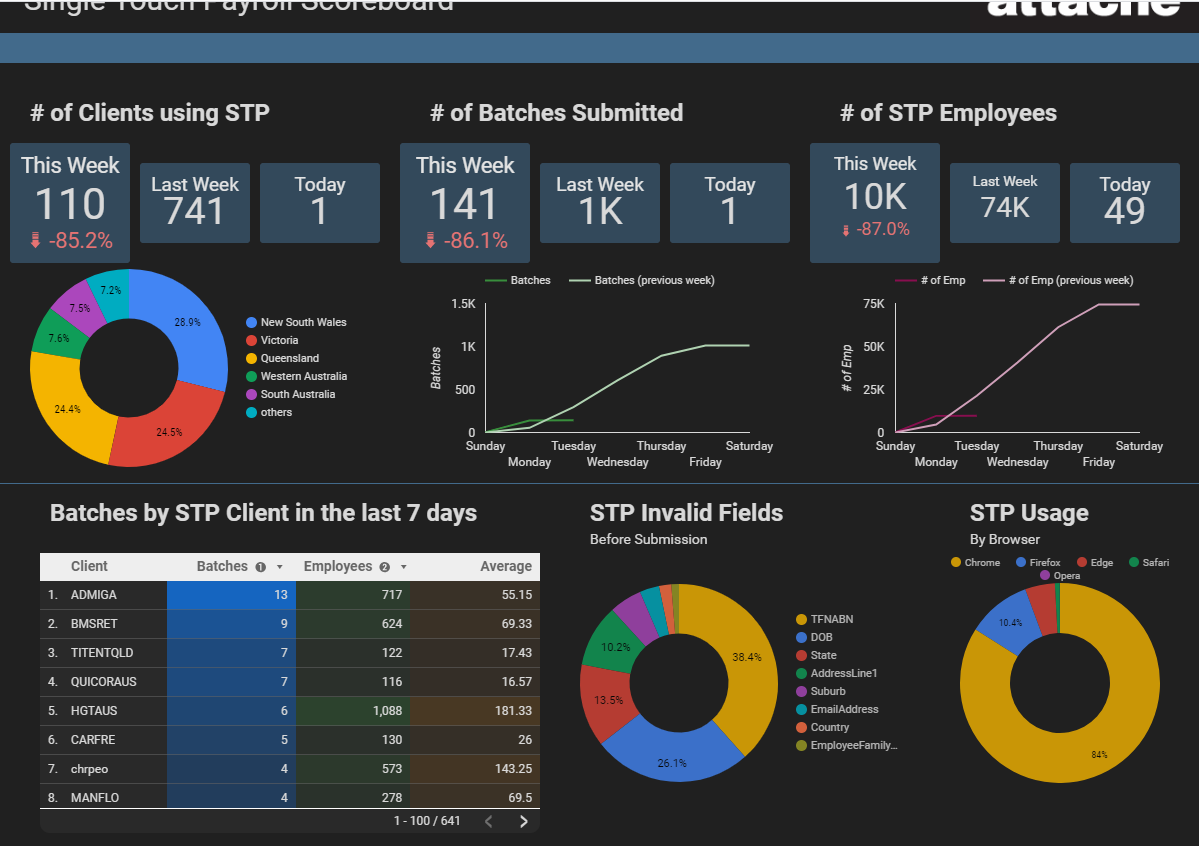 Single Touch Payroll Scoreboard
attaché
# of Clients using STP
# of Batches Submitted
# of STP Employees
This Week
110
-85.2%
Last Week
741
Today
1
This Week
141
-86.1%
Last Week
1K
Today
1
This Week
10K
-87.0%
Last Week
74K
Today
49
28.9%
24.5%
24.4%
7.6%
7.5%
7.2%
New South Wales
Victoria
Queensland
Western Australia
South Australia
others
Batches Batches (previous week)
Batches
1.5K
1K
500
0
Sunday Tuesday Thursday Saturday
Monday Wednesday Friday
# of Emp # of Emp (previous week)
# of Emp
75K
50K
25K
0
Sunday Tuesday Thursday Saturday
Monday Wednesday Friday
Batches by STP Client in the last 7 days
Client Batches 1 Employees 2 Average
1. ADMIGA 13 717 55.15
2. BMSRET 9 624 69.33
3. TITENTQLD 7 122 17.43
4. QUICORAUS 7 116 16.57
5. HGTAUS 6 1,088 181.33
6. CARFRE 5 130 26
7. chrpeo 4 573 143.25
8. MANFLO 4 278 69.5
1 - 100 / 641
STP Invalid Fields
Before Submission
38.4%
26.1%
13.5%
10.2%
TFNABN
DOB
State
AddressLine1
Suburb
EmailAddress
Country
EmployeeFamily...
STP Usage
By Browser
Chrome Firefox Edge Safari
Opera
10.4%
84%